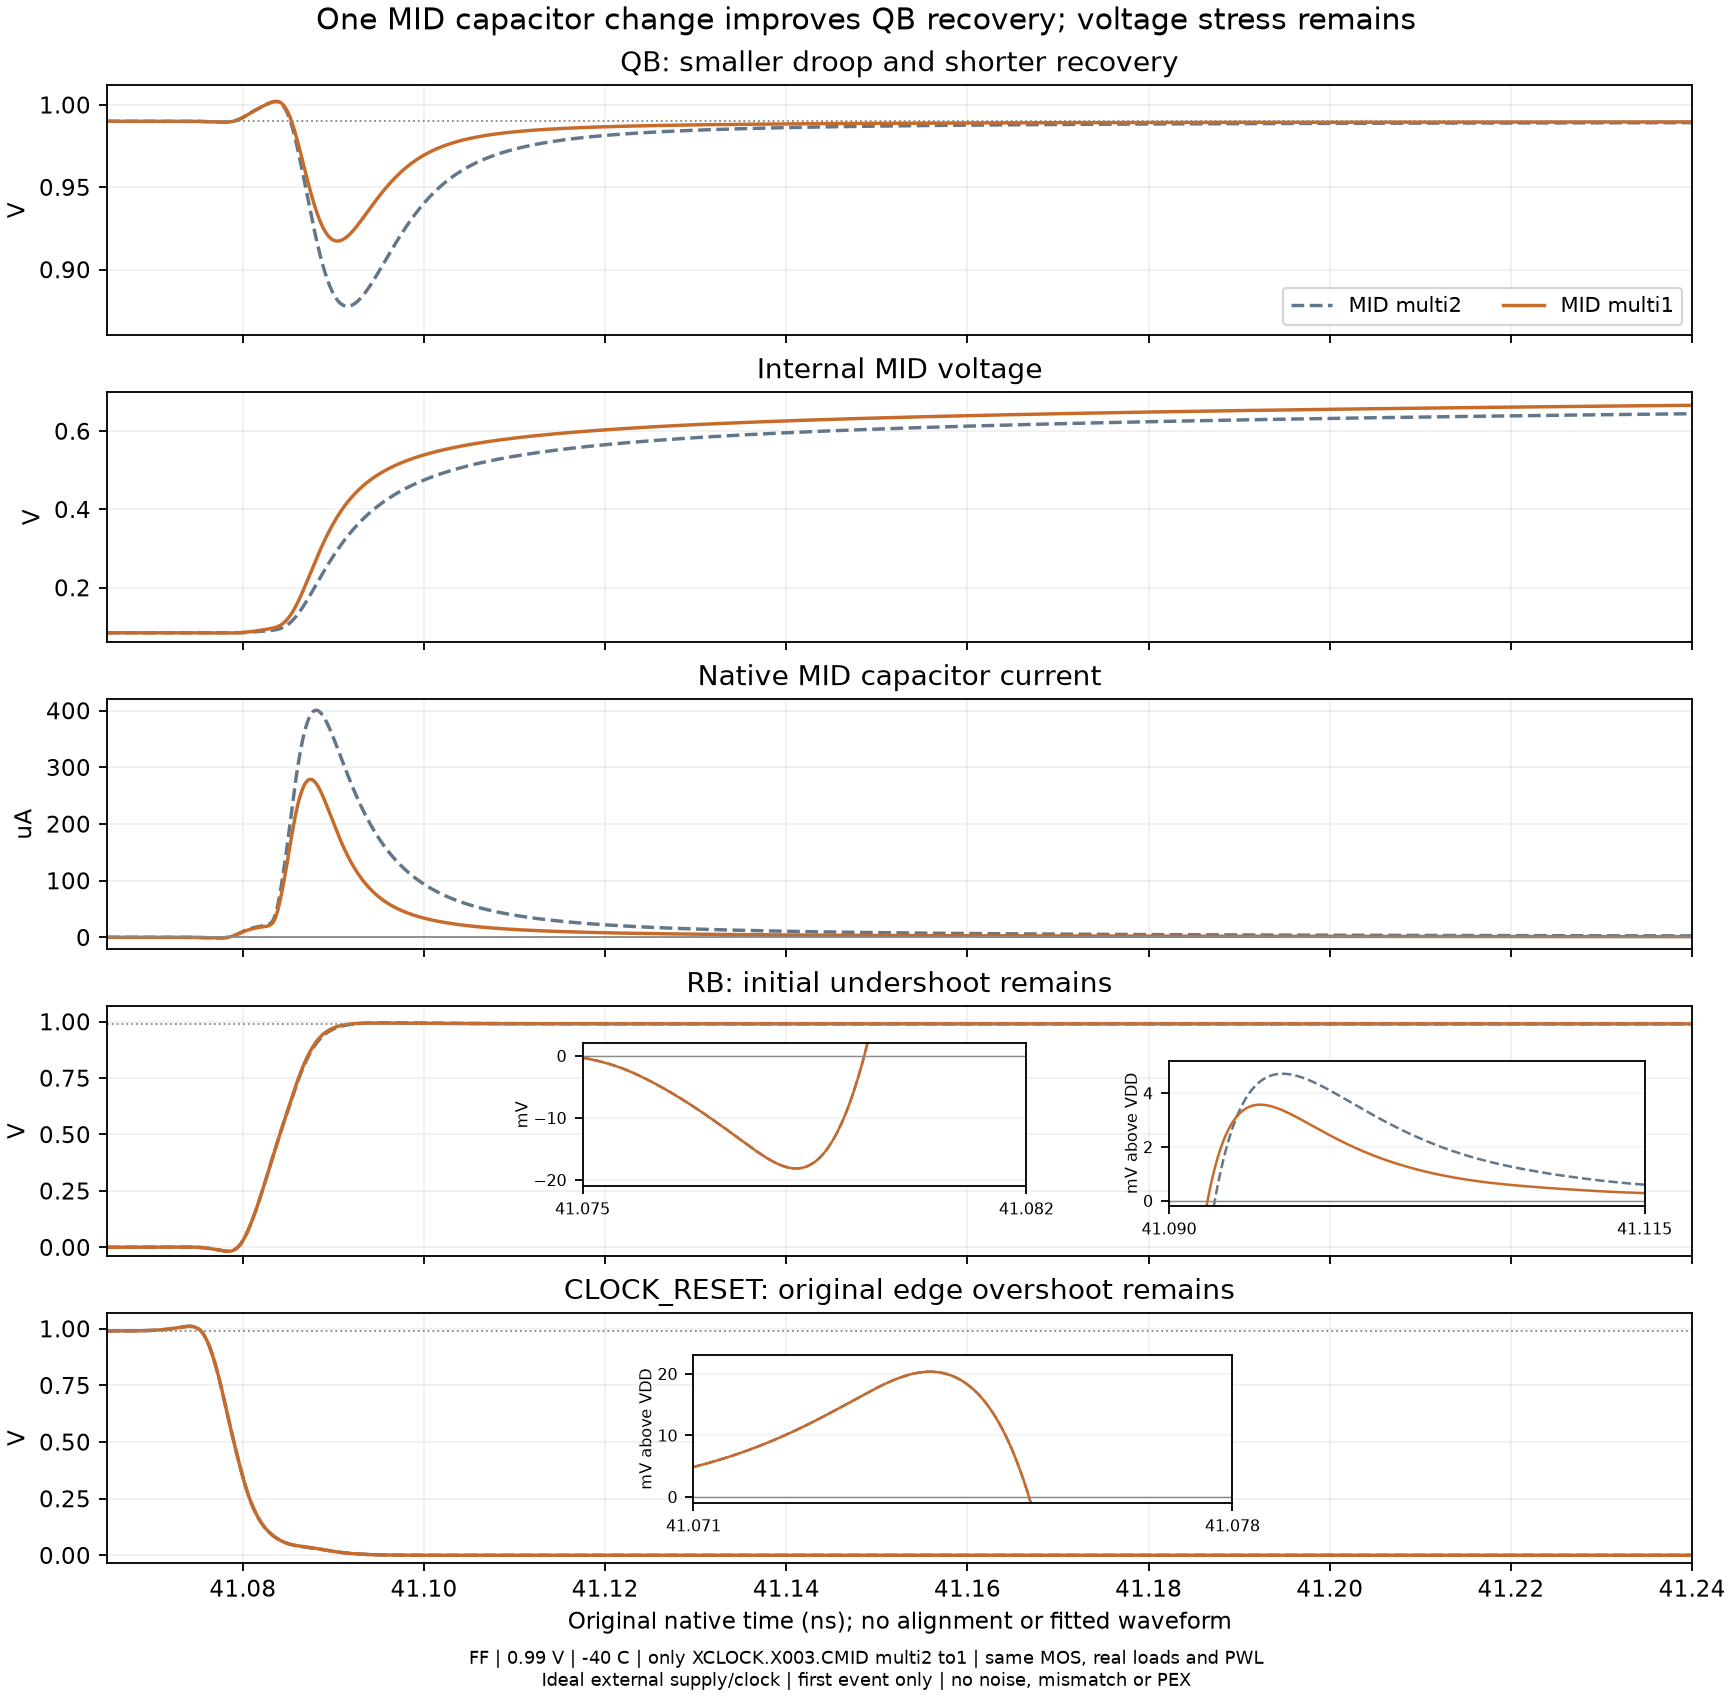 One MID capacitor change improves QB recovery; voltage stress remains
QB: smaller droop and shorter recovery
1.00
0.95
0.90
V
MID multi2
MID multi1
Internal MID voltage
0.6
0.4
0.2
V
Native MID capacitor current
400
300
200
100
0
uA
RB: initial undershoot remains
1.00
0.75
0.50
0.25
0.00
V
0
−10
−20
mV
41.075
41.082
4
2
0
mV above VDD
41.090
41.115
CLOCK_RESET: original edge overshoot remains
1.00
0.75
0.50
0.25
0.00
V
20
10
0
mV above VDD
41.071
41.078
41.08
41.10
41.12
41.14
41.16
41.18
41.20
41.22
41.24
Original native time (ns); no alignment or fitted waveform
FF | 0.99 V | -40 C | only XCLOCK.X003.CMID multi2 to1 | same MOS, real loads and PWL
Ideal external supply/clock | first event only | no noise, mismatch or PEX